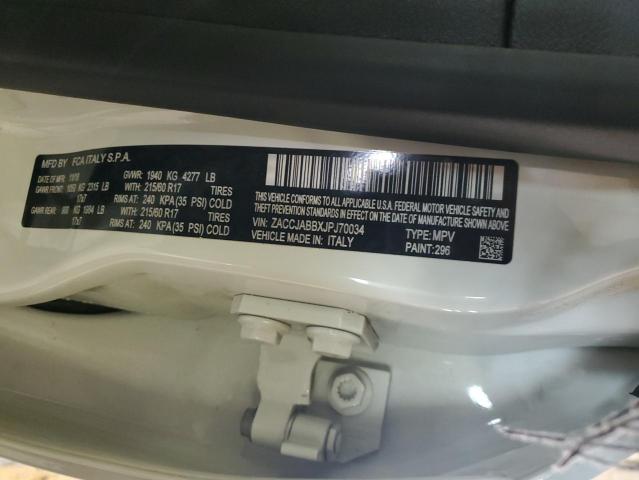 MFD BY FCA ITALY S.P.A.
DATE OF MFR: GVWR: 1940 KG 4277 LB
GAWR FRONT: 1050 KG 2315 LB WITH: 215/60 R17 TIRES
17x7 RIMS AT: 240 KPA(35 PSI) COLD
GAWR REAR: WITH: 215/60 R17 TIRES
17x7 RIMS AT: 240 KPA(35 PSI) COLD
THIS VEHICLE CONFORMS TO ALL APPLICABLE U.S.A. FEDERAL MOTOR VEHICLE SAFETY
AND THEFT PREVENTION STANDARDS IN EFFECT ON THE DATE OF MANUFACTURE SHOWN ABOVE
VIN: ZACCJABBXJPJ70034 TYPE: MPV
VEHICLE MADE IN: ITALY PAINT: 296